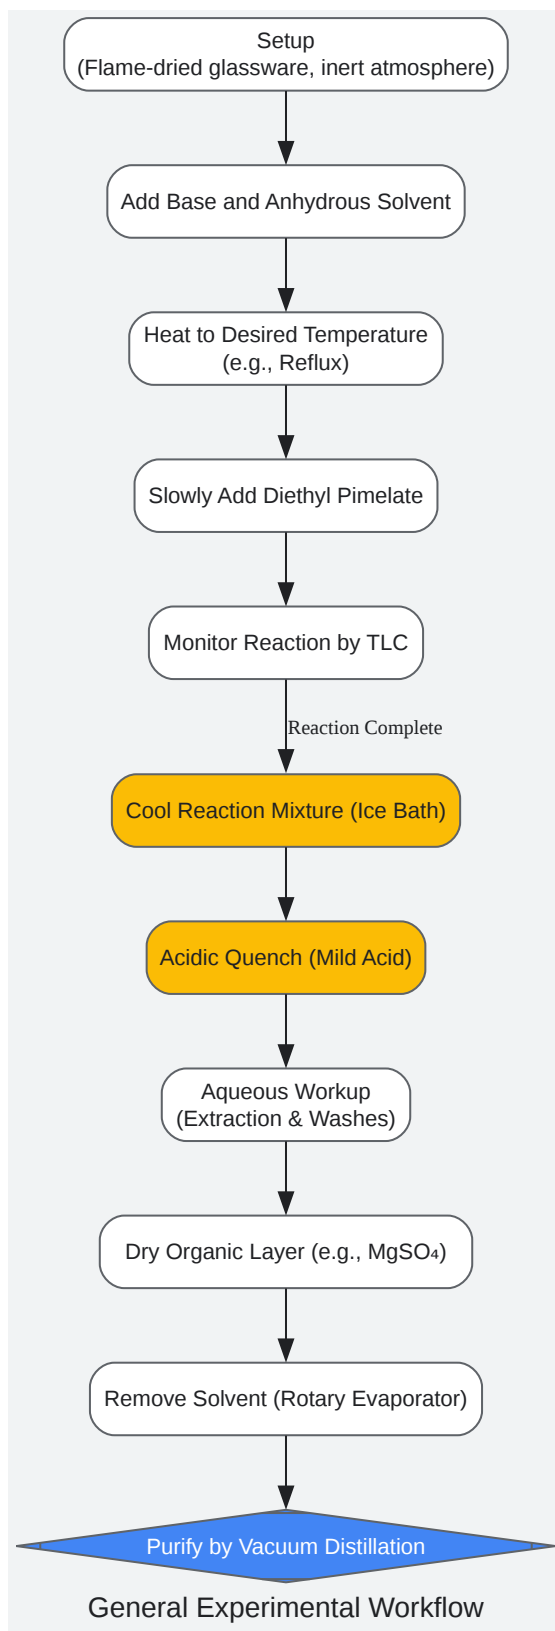 Setup
(Flame-dried glassware, inert atmosphere)
Add Base and Anhydrous Solvent
Heat to Desired Temperature
(e.g., Reflux)
Slowly Add Diethyl Pimelate
Monitor Reaction by TLC
Reaction Complete
Cool Reaction Mixture (Ice Bath)
Acidic Quench (Mild Acid)
Aqueous Workup
(Extraction & Washes)
Dry Organic Layer (e.g., MgSO₄)
Remove Solvent (Rotary Evaporator)
Purify by Vacuum Distillation
General Experimental Workflow